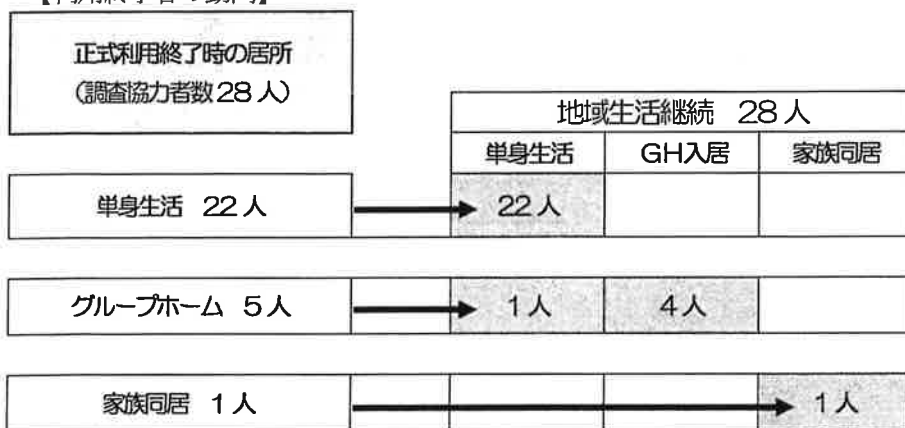 正式利用終了時の居所
(調査協力者数28人)
地域生活継続 28人
単身生活 GH入居 家族同居
単身生活 22人 22人
グループホーム 5人 1人 4人
家族同居 1人 1人